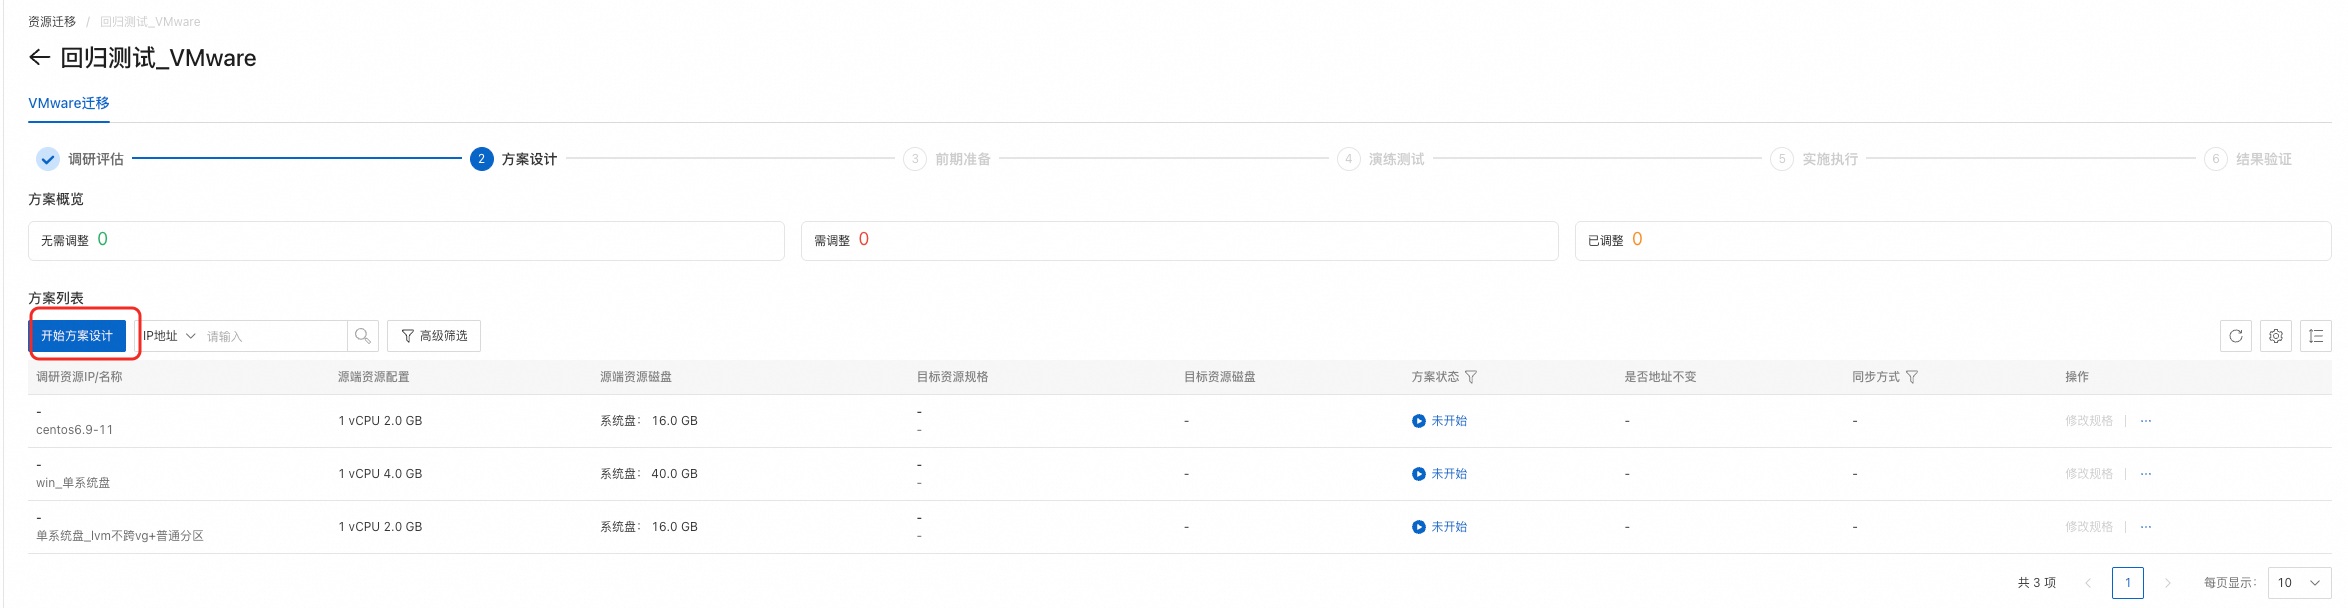 资源迁移 / 回归测试_VMware
回归测试_VMware
VMware迁移
调研评估 2 方案设计 3 前期准备 4 演练测试 5 实施执行 6 结果验证
方案概览
无需调整 0 需调整 0 已调整 0
方案列表
开始方案设计 IP地址 请输入 高级筛选
调研资源IP/名称 源端资源配置 源端资源磁盘 目标资源规格 目标资源磁盘 方案状态 是否地址不变 同步方式 操作
- -
centos6.9-11 1 vCPU 2.0 GB 系统盘： 16.0 GB - - 未开始 - - 修改规格 | ···
- -
win_单系统盘 1 vCPU 4.0 GB 系统盘： 40.0 GB - - 未开始 - - 修改规格 | ···
- -
单系统盘_lvm不跨vg+普通分区 1 vCPU 2.0 GB 系统盘： 16.0 GB - - 未开始 - - 修改规格 | ···
共 3 项 < 1 > 每页显示： 10